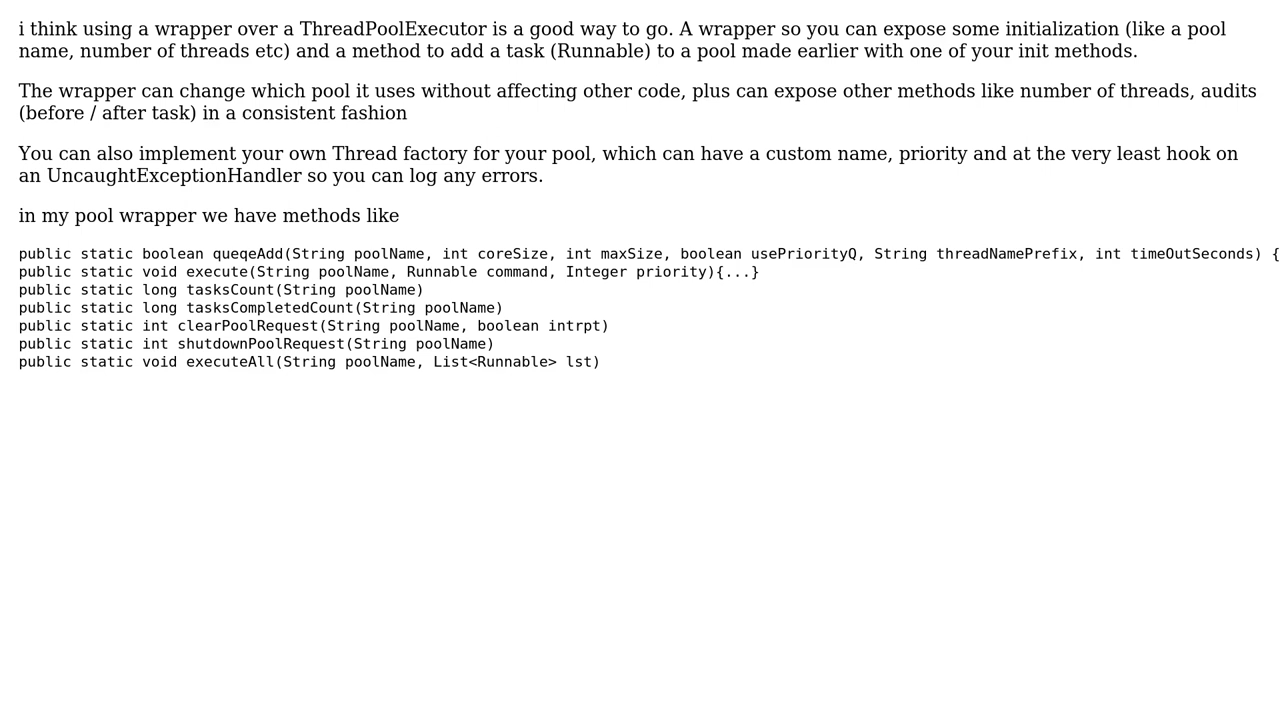 i think using a wrapper over a ThreadPoolExecutor is a good way to go. A wrapper so you can expose some initialization (like a pool
name, number of threads etc) and a method to add a task (Runnable) to a pool made earlier with one of your init methods.
The wrapper can change which pool it uses without affecting other code, plus can expose other methods like number of threads, audits
(before / after task) in a consistent fashion
You can also implement your own Thread factory for your pool, which can have a custom name, priority and at the very least hook on
an UncaughtExceptionHandler so you can log any errors.
in my pool wrapper we have methods like
public static boolean queqeAdd(String poolName, int coreSize, int maxSize, boolean usePriorityQ, String threadNamePrefix, int timeOutSeconds) {
public static void execute(String poolName, Runnable command, Integer priority){...}
public static long tasksCount(String poolName)
public static long tasksCompletedCount(String poolName)
public static int clearPoolRequest(String poolName, boolean intrpt)
public static int shutdownPoolRequest(String poolName)
public static void executeAll(String poolName, List<Runnable> lst)